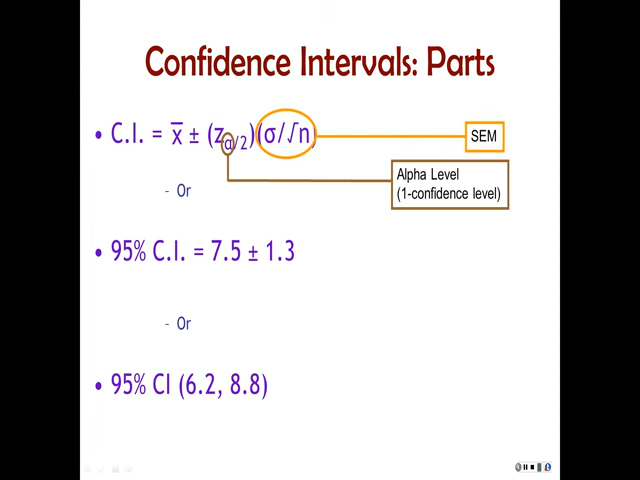 Confidence Intervals: Parts
• C.I. = x̅ ± (zα/2)(σ/√n)
SEM
Alpha Level
(1-confidence level)
- Or
• 95% C.I. = 7.5 ± 1.3
- Or
• 95% CI (6.2, 8.8)